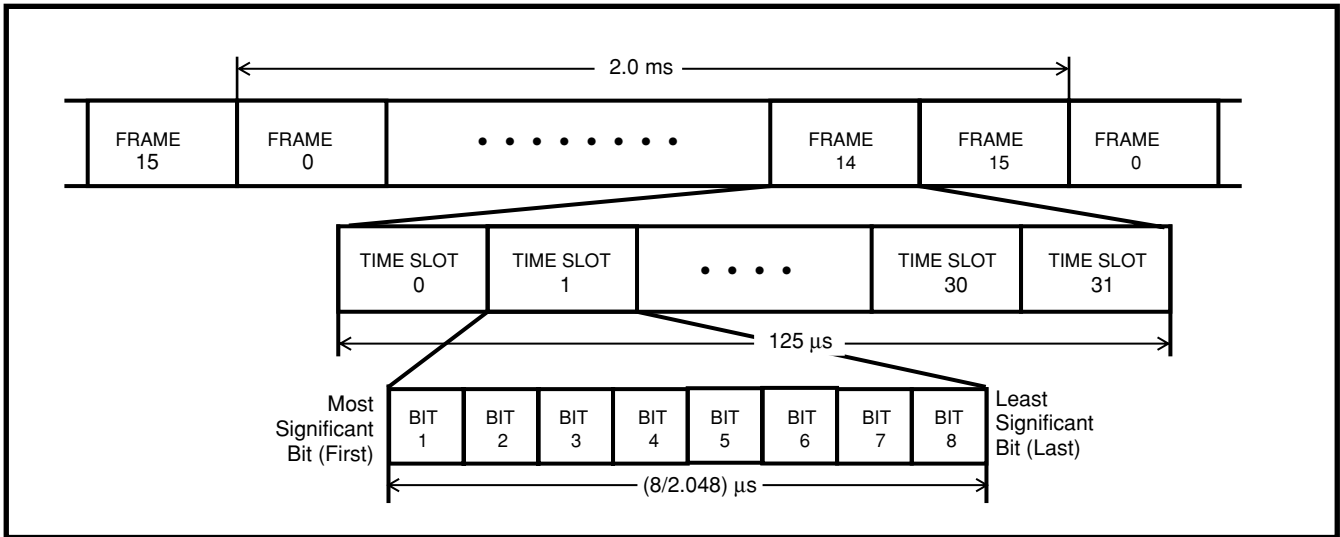 2.0 ms
FRAME
15
FRAME
0
• • • • • • • •
FRAME
14
FRAME
15
FRAME
0
TIME SLOT
0
TIME SLOT
1
• • • •
TIME SLOT
30
TIME SLOT
31
125 μs
Most
Significant
Bit (First)
BIT
1
BIT
2
BIT
3
BIT
4
BIT
5
BIT
6
BIT
7
BIT
8
Least
Significant
Bit (Last)
(8/2.048) μs